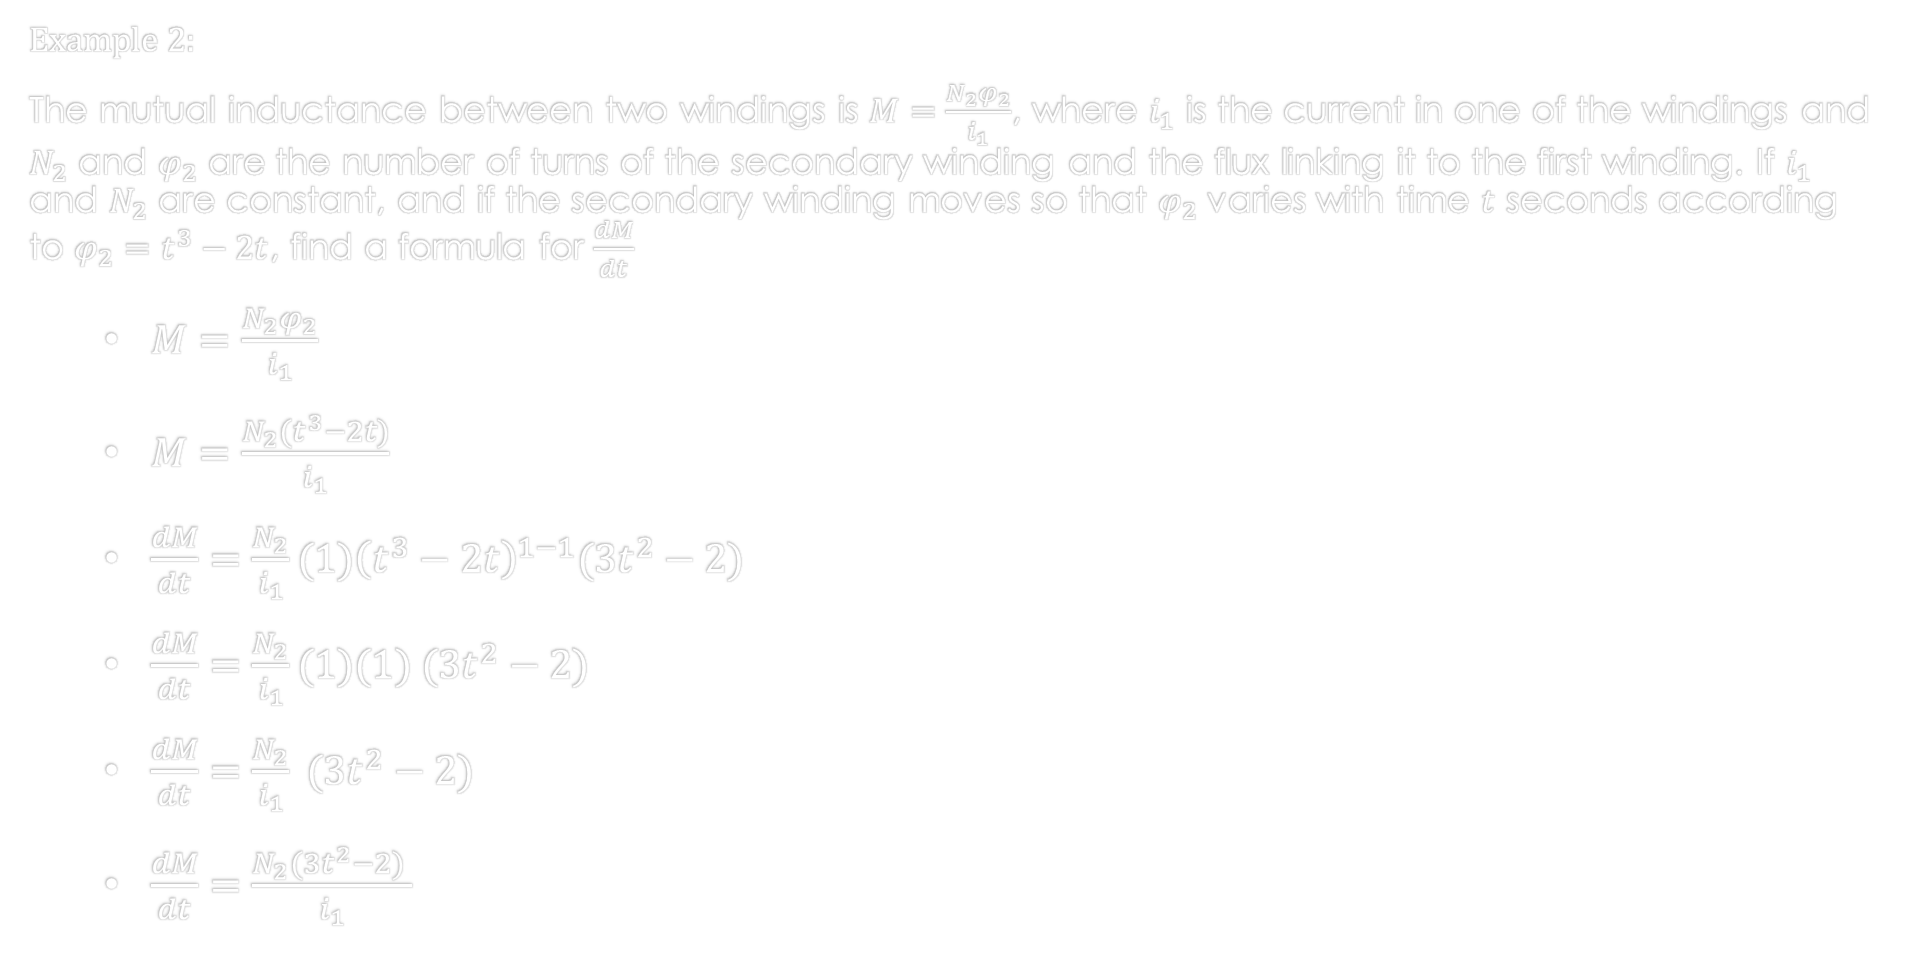 Example 2:
The mutual inductance between two windings is M = N₂φ₂/i₁, where i₁ is the current in one of the windings and
N₂ and φ₂ are the number of turns of the secondary winding and the flux linking it to the first winding. If i₁
and N₂ are constant, and if the secondary winding moves so that φ₂ varies with time t seconds according
to φ₂ = t³ − 2t, find a formula for dM/dt
○ M = N₂φ₂/i₁
○ M = N₂(t³−2t)/i₁
○ dM/dt = N₂/i₁ (1)(t³ − 2t)¹⁻¹(3t² − 2)
○ dM/dt = N₂/i₁ (1)(1) (3t² − 2)
○ dM/dt = N₂/i₁ (3t² − 2)
○ dM/dt = N₂(3t²−2)/i₁